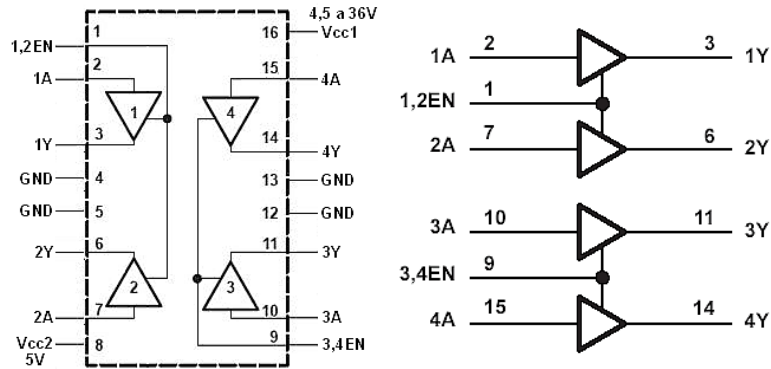 4,5 a 36V
1,2EN 1 16 Vcc1
1A 2 15 4A
1 4
1Y 3 14 4Y
GND 4 13 GND
GND 5 12 GND
2Y 6 11 3Y
2 3
2A 7 10 3A
Vcc2 8 9 3,4EN
5V
1A 2 3 1Y
1,2EN 1
2A 7 6 2Y
3A 10 11 3Y
3,4EN 9
4A 15 14 4Y